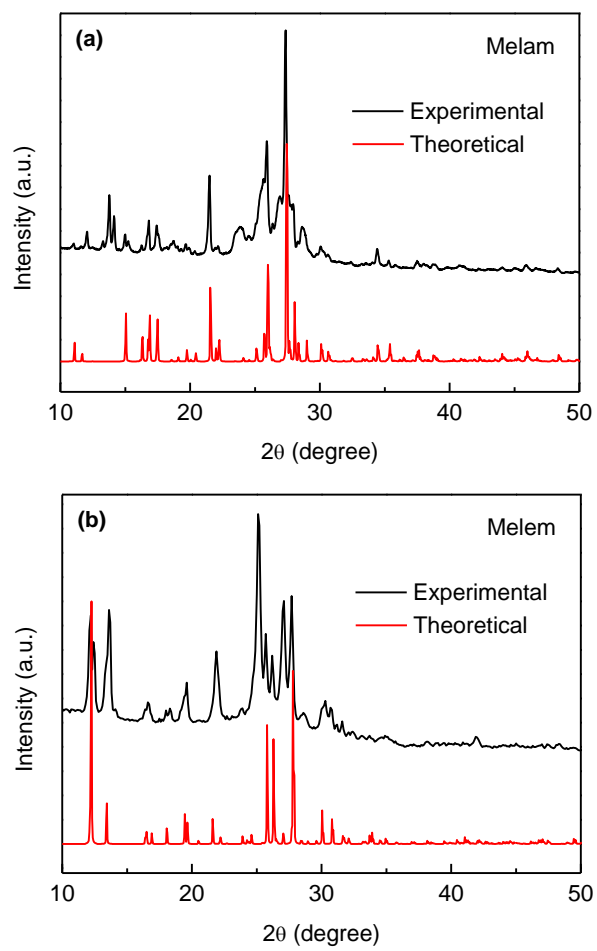 (a)
Melam
Experimental
Theoretical
Intensity (a.u.)
10 20 30 40 50
2θ (degree)
(b)
Melem
Experimental
Theoretical
Intensity (a.u.)
10 20 30 40 50
2θ (degree)